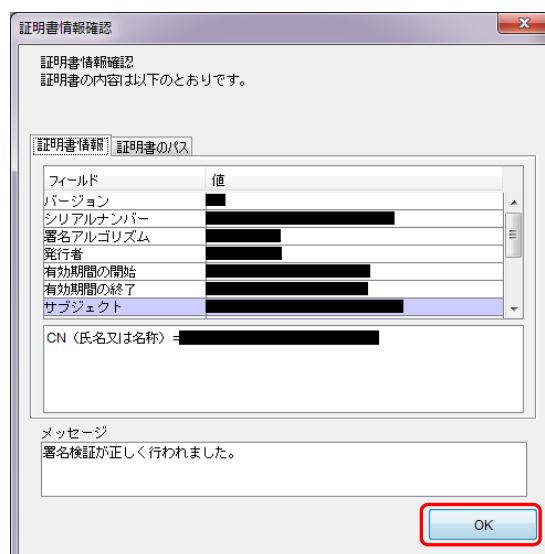 証明書情報確認
証明書情報確認
証明書の内容は以下のとおりです。
証明書情報 証明書のパス
フィールド 値
バージョン
シリアルナンバー
署名アルゴリズム
発行者
有効期間の開始
有効期間の終了
サブジェクト
CN（氏名又は名称）=
メッセージ
署名検証が正しく行われました。
OK